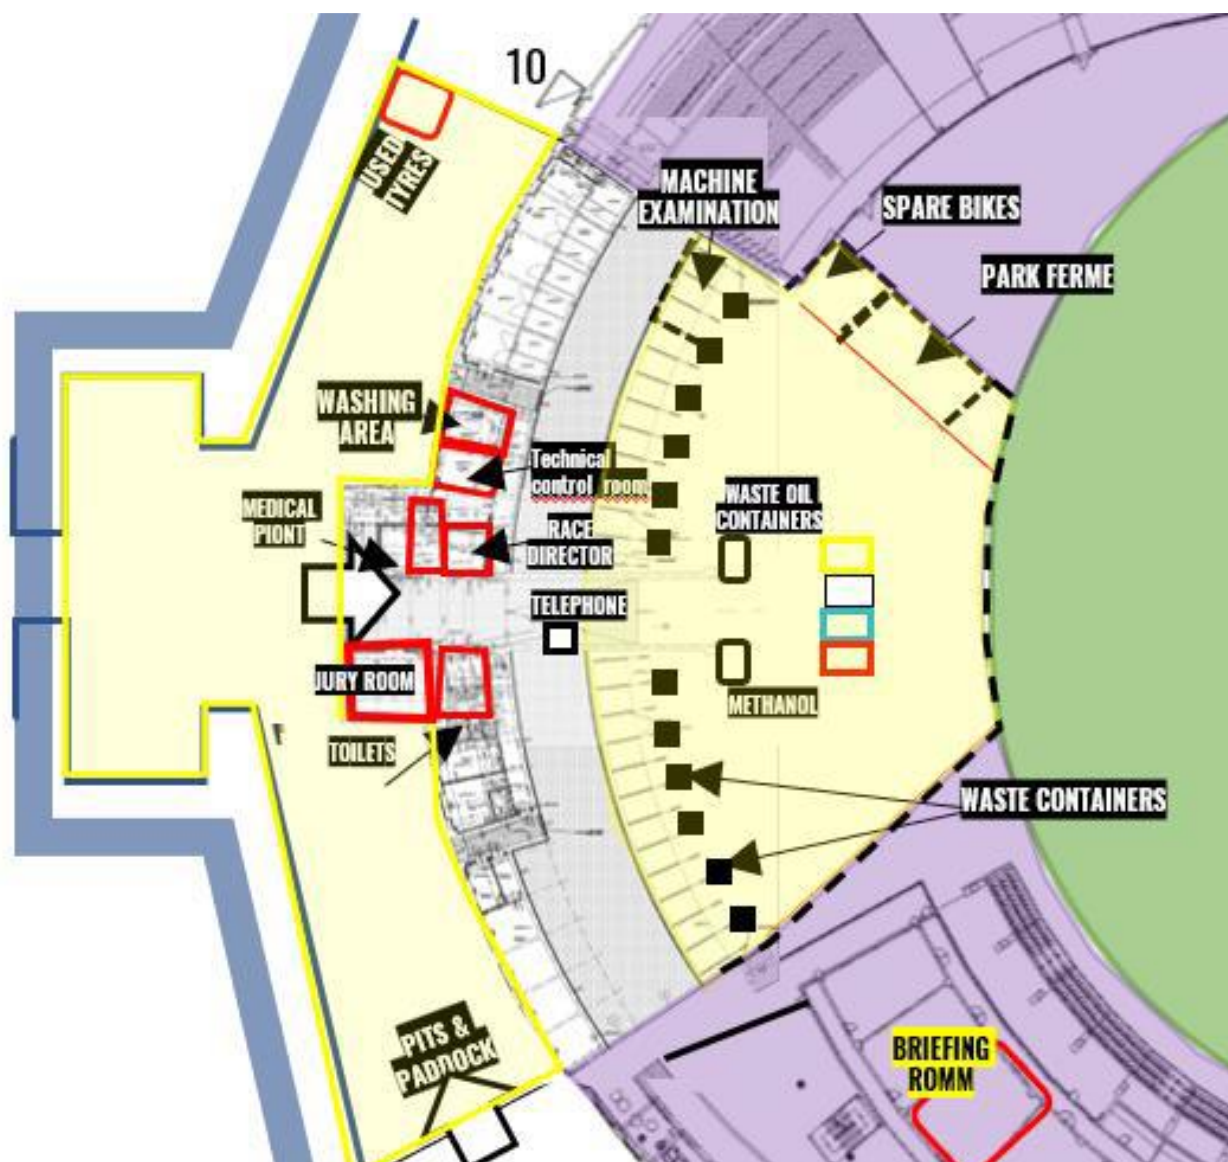 10
USED
TYRES
MACHINE
EXAMINATION
SPARE BIKES
PARK FERME
WASHING
AREA
Technical
control room
MEDICAL
PIONT
RACE
DIRECTOR
WASTE OIL
CONTAINERS
TELEPHONE
JURY ROOM
METHANOL
TOILETS
WASTE CONTAINERS
PITS &
PADDOCK
BRIEFING
ROMM